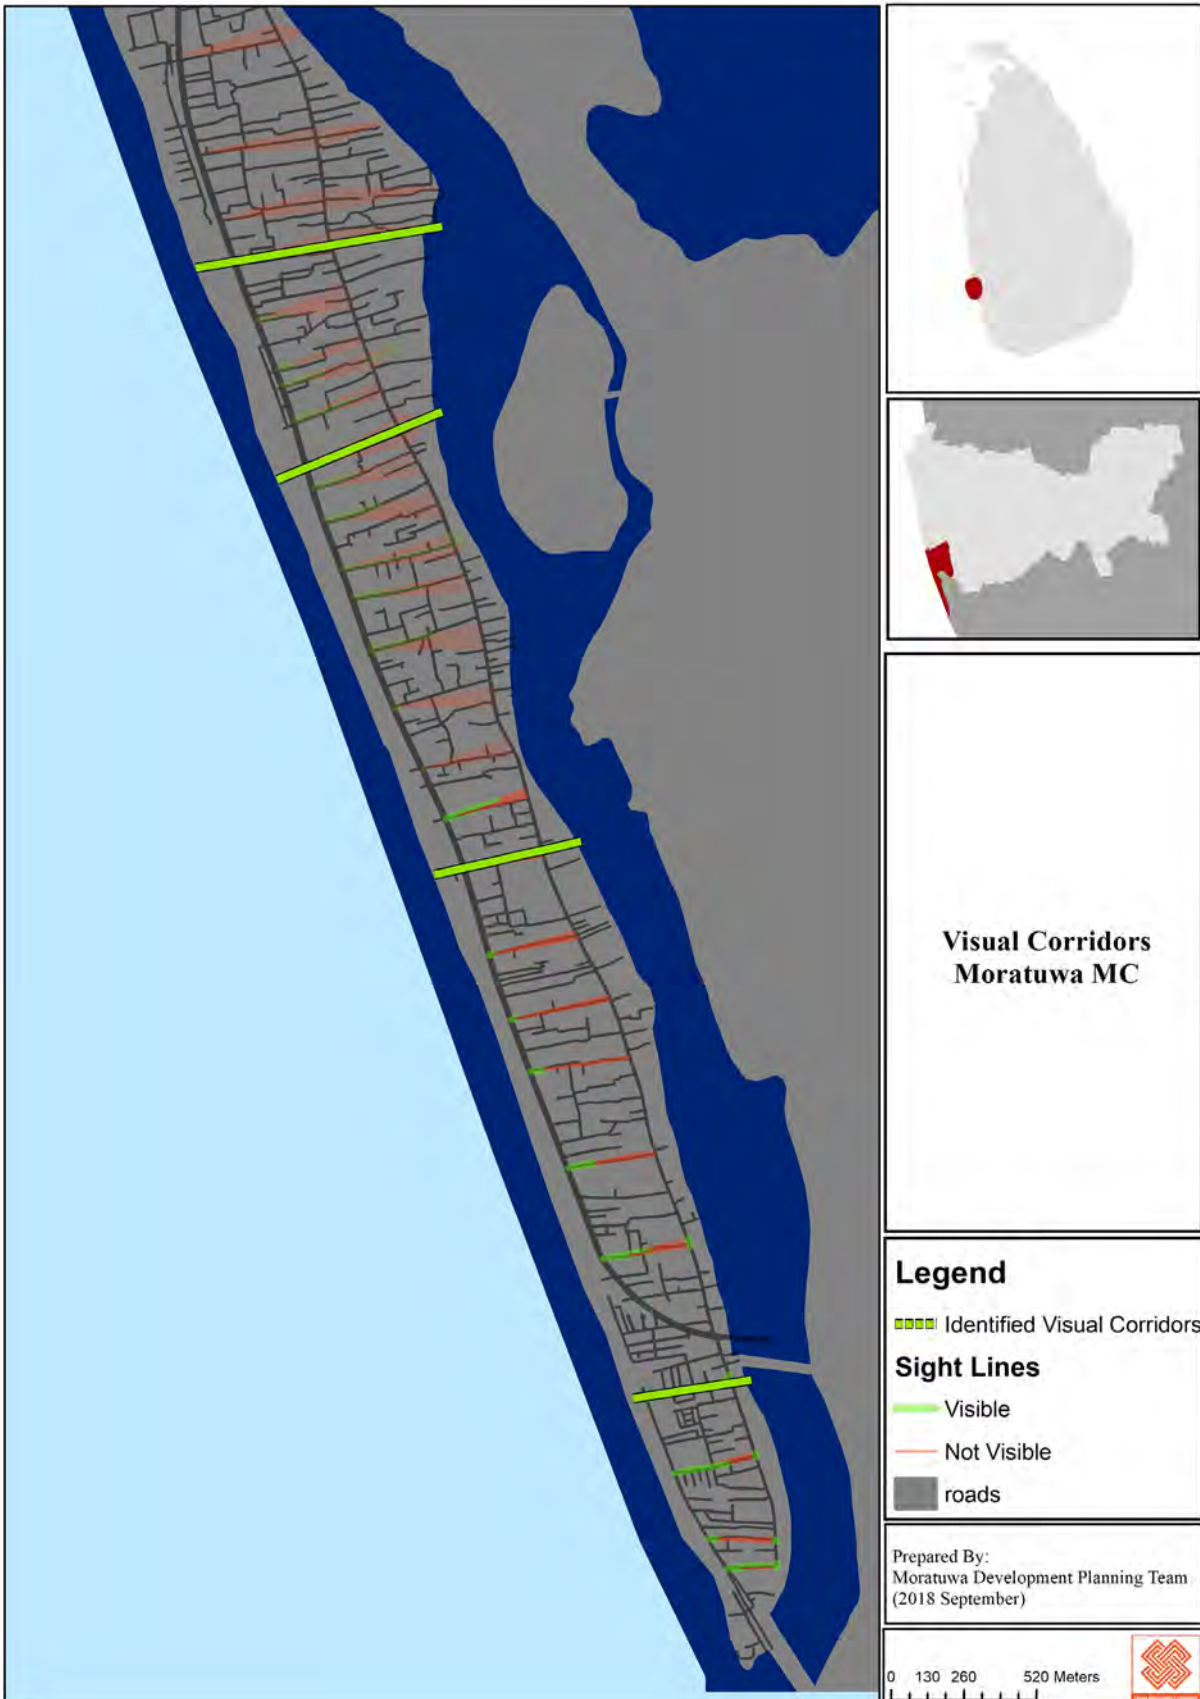 Visual Corridors
Moratuwa MC
Legend
Identified Visual Corridors
Sight Lines
Visible
Not Visible
roads
Prepared By:
Moratuwa Development Planning Team
(2018 September)
0 130 260 520 Meters